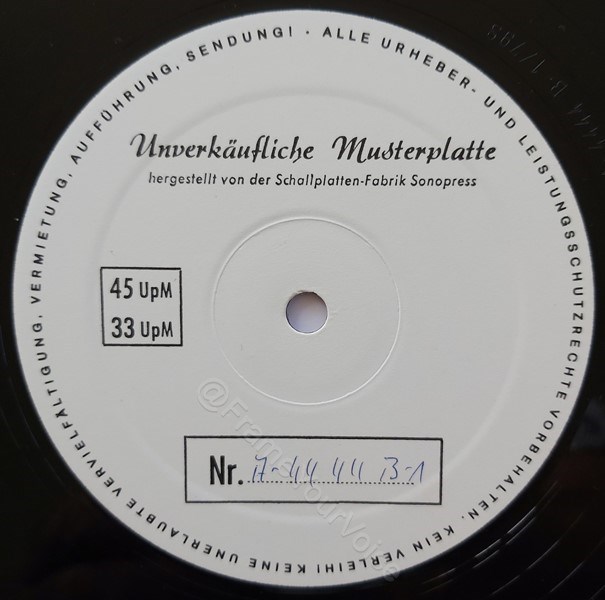 ALLE URHEBER- UND LEISTUNGSSCHUTZRECHTE VORBEHALTEN. KEIN VERLEIH! KEINE UNERLAUBTE VERVIELFÄLTIGUNG, VERMIETUNG, AUFFÜHRUNG, SENDUNG! ·
Unverkäufliche Musterplatte
hergestellt von der Schallplatten-Fabrik Sonopress
45 UpM
33 UpM
Nr. A-44 44 B-1
@FrameYourVoice